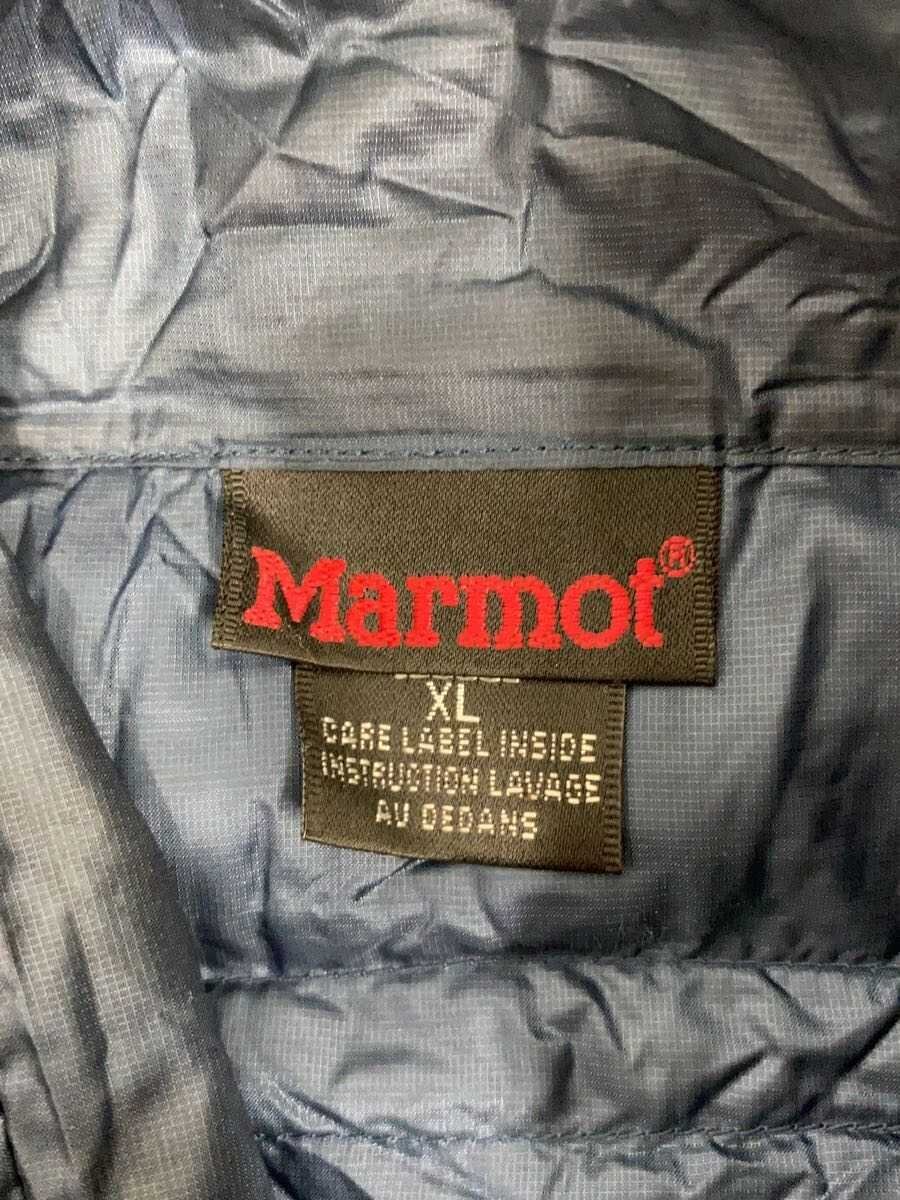 Marmot®
XL
CARE LABEL INSIDE
INSTRUCTION LAVAGE
AU DEDANS